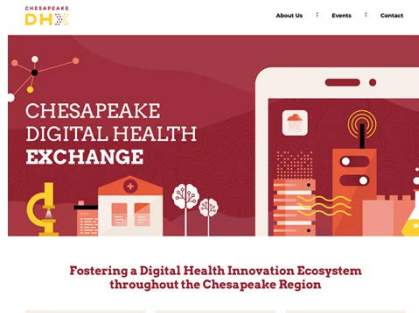 CHESAPEAKE
DHX
About Us : Events : Contact
CHESAPEAKE
DIGITAL HEALTH
EXCHANGE
Fostering a Digital Health Innovation Ecosystem
throughout the Chesapeake Region